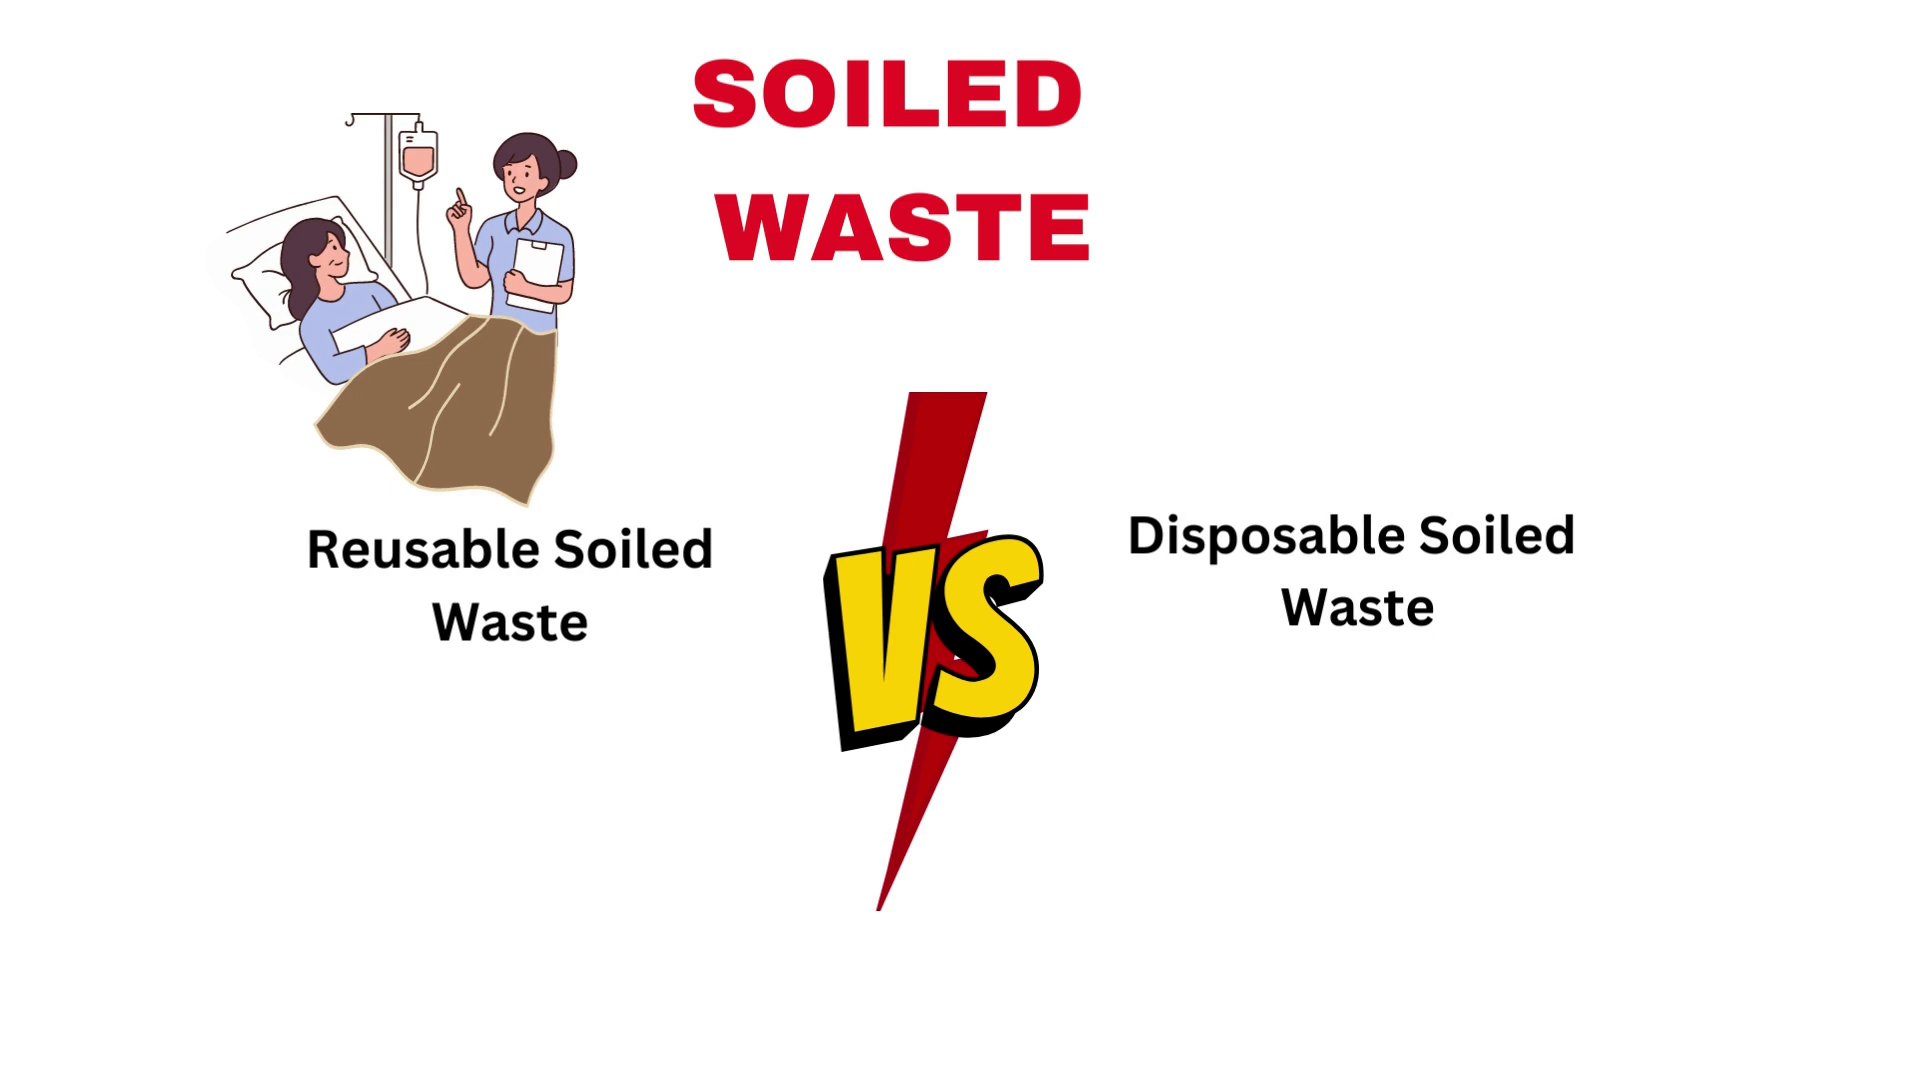 SOILED
WASTE
Reusable Soiled
Waste
VS
Disposable Soiled
Waste